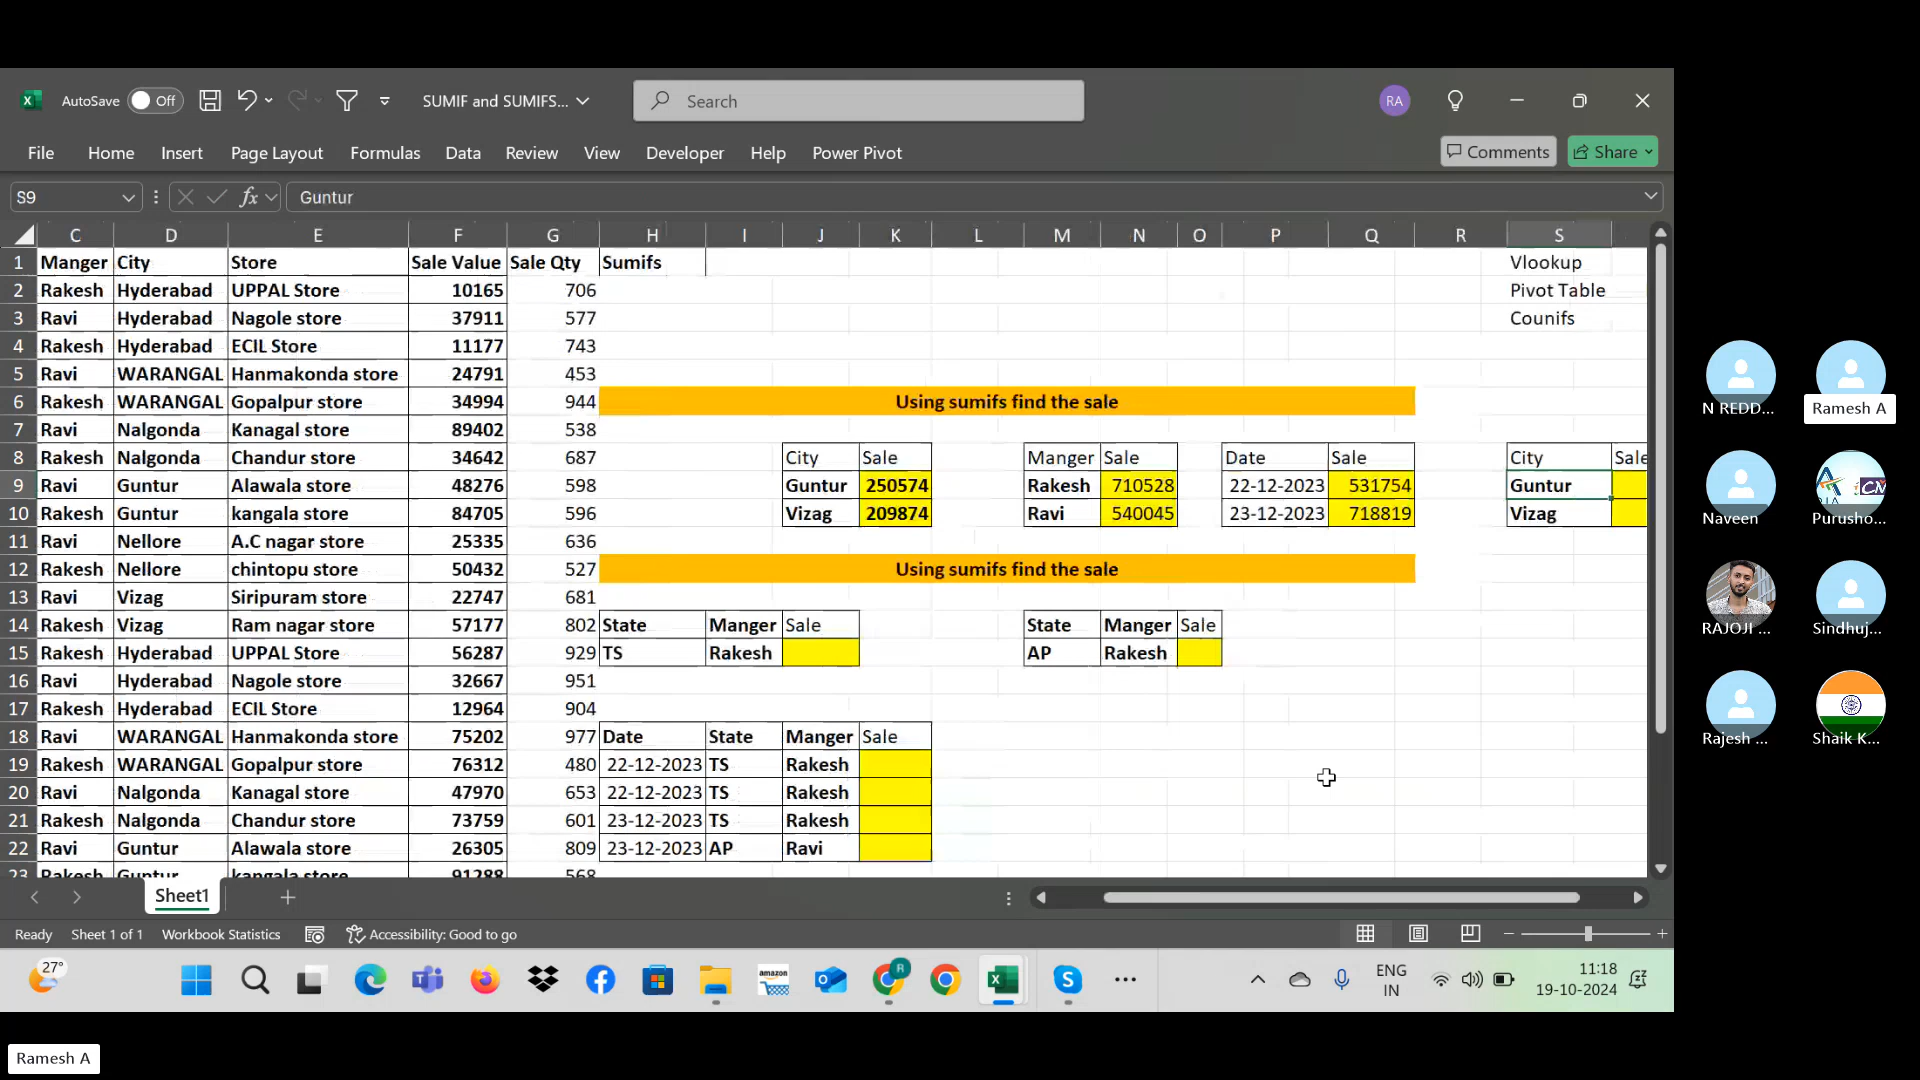 AutoSave Off SUMIF and SUMIFS... Search RA
File Home Insert Page Layout Formulas Data Review View Developer Help Power Pivot Comments Share
S9 fx Guntur
C D E F G H I J K L M N O P Q R S
1 Manger City Store Sale Value Sale Qty Sumifs Vlookup
2 Rakesh Hyderabad UPPAL Store 10165 706 Pivot Table
3 Ravi Hyderabad Nagole store 37911 577 Counifs
4 Rakesh Hyderabad ECIL Store 11177 743
5 Ravi WARANGAL Hanmakonda store 24791 453
6 Rakesh WARANGAL Gopalpur store 34994 944 Using sumifs find the sale
7 Ravi Nalgonda Kanagal store 89402 538
8 Rakesh Nalgonda Chandur store 34642 687 City Sale Manger Sale Date Sale City Sale
9 Ravi Guntur Alawala store 48276 598 Guntur 250574 Rakesh 710528 22-12-2023 531754 Guntur
10 Rakesh Guntur kangala store 84705 596 Vizag 209874 Ravi 540045 23-12-2023 718819 Vizag
11 Ravi Nellore A.C nagar store 25335 636
12 Rakesh Nellore chintopu store 50432 527 Using sumifs find the sale
13 Ravi Vizag Siripuram store 22747 681
14 Rakesh Vizag Ram nagar store 57177 802 State Manger Sale State Manger Sale
15 Rakesh Hyderabad UPPAL Store 56287 929 TS Rakesh AP Rakesh
16 Ravi Hyderabad Nagole store 32667 951
17 Rakesh Hyderabad ECIL Store 12964 904
18 Ravi WARANGAL Hanmakonda store 75202 977 Date State Manger Sale
19 Rakesh WARANGAL Gopalpur store 76312 480 22-12-2023 TS Rakesh
20 Ravi Nalgonda Kanagal store 47970 653 22-12-2023 TS Rakesh
21 Rakesh Nalgonda Chandur store 73759 601 23-12-2023 TS Rakesh
22 Ravi Guntur Alawala store 26305 809 23-12-2023 AP Ravi
23 Rakesh Guntur kangala store 91288 568
Sheet1
Ready Sheet 1 of 1 Workbook Statistics Accessibility: Good to go
27° amazon R ENG 11:18
IN 19-10-2024
N REDD... Ramesh A
Naveen Purusho...
RAJOJI ... Sindhuj...
Rajesh ... Shaik K...
Ramesh A